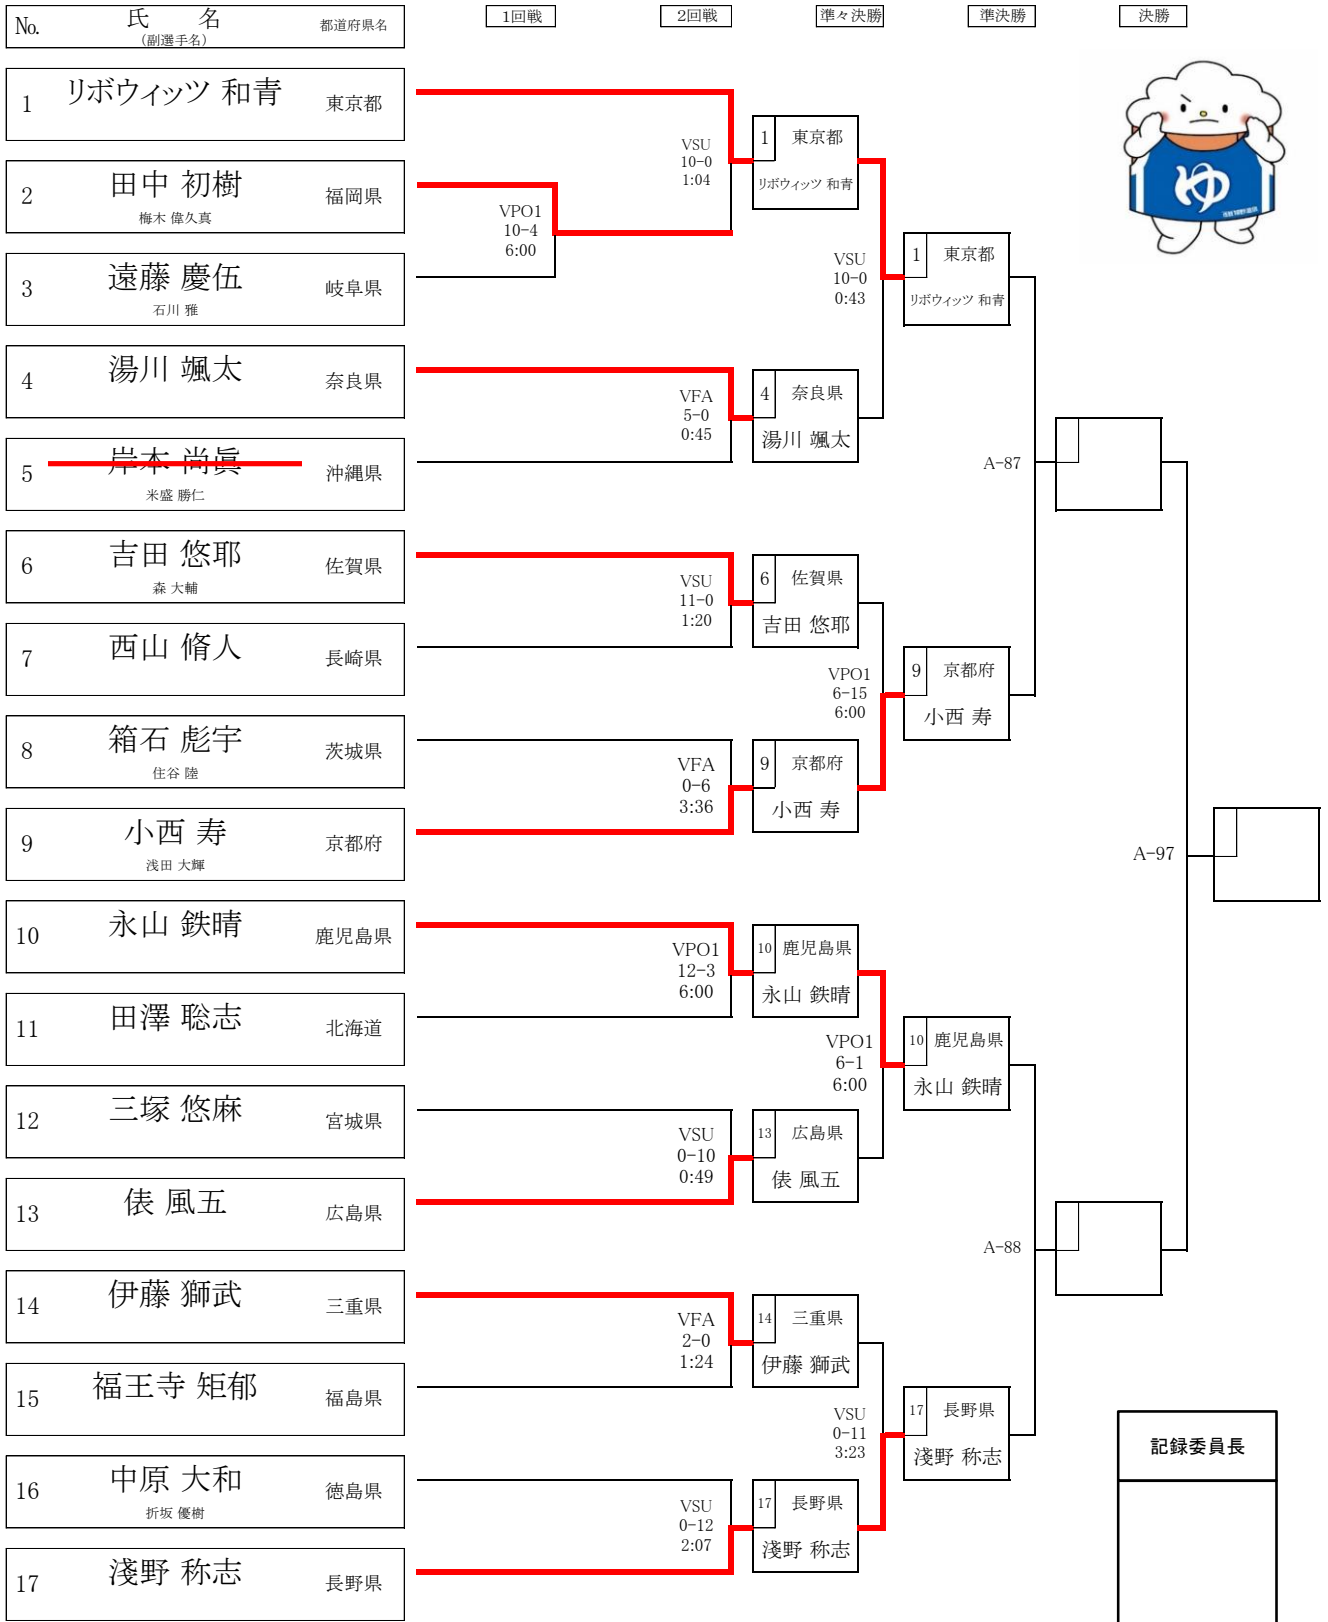 No. 氏 名 都道府県名
(副選手名)
1回戦 2回戦 準々決勝 準決勝 決勝
1 リボウィッツ 和青 東京都
2 田中 初樹 福岡県
梅木 偉久真
3 遠藤 慶伍 岐阜県
石川 雅
4 湯川 颯太 奈良県
5 岸本 尚眞 沖縄県
米盛 勝仁
6 吉田 悠耶 佐賀県
森 大輔
7 西山 脩人 長崎県
8 箱石 彪宇 茨城県
住谷 陸
9 小西 寿 京都府
浅田 大輝
10 永山 鉄晴 鹿児島県
11 田澤 聡志 北海道
12 三塚 悠麻 宮城県
13 俵 風五 広島県
14 伊藤 獅武 三重県
15 福王寺 矩郁 福島県
16 中原 大和 徳島県
折坂 優樹
17 淺野 称志 長野県
VPO1
10-4
6:00
VSU
10-0
1:04
VFA
5-0
0:45
VSU
11-0
1:20
VFA
0-6
3:36
VPO1
12-3
6:00
VSU
0-10
0:49
VFA
2-0
1:24
VSU
0-12
2:07
1 東京都
リボウィッツ 和青
4 奈良県
湯川 颯太
6 佐賀県
吉田 悠耶
9 京都府
小西 寿
10 鹿児島県
永山 鉄晴
13 広島県
俵 風五
14 三重県
伊藤 獅武
17 長野県
淺野 称志
VSU
10-0
0:43
VPO1
6-15
6:00
VPO1
6-1
6:00
VSU
0-11
3:23
1 東京都
リボウィッツ 和青
9 京都府
小西 寿
10 鹿児島県
永山 鉄晴
17 長野県
淺野 称志
A-87
A-88
A-97
ゆ
記録委員長